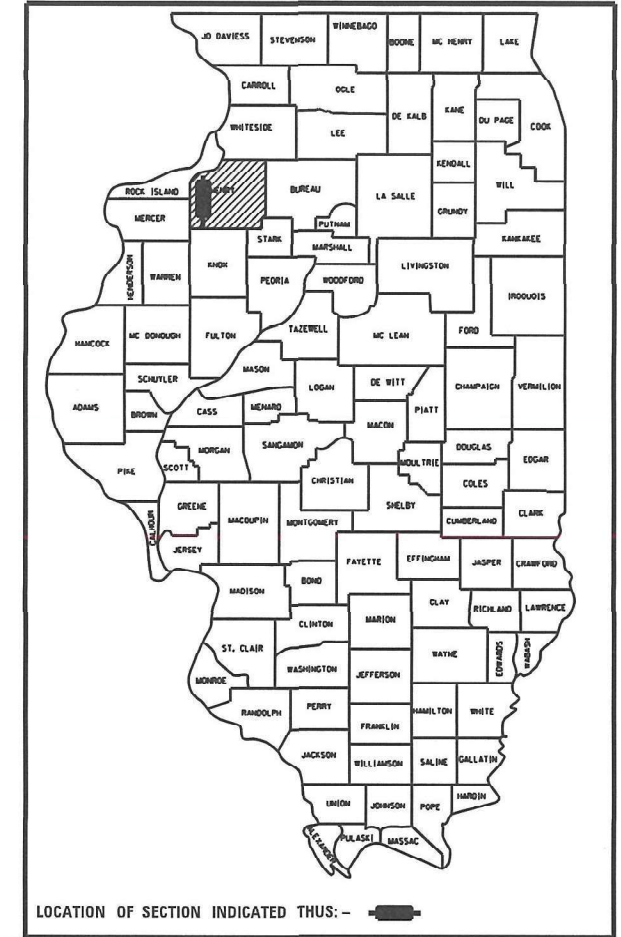 JO DAVIESS STEVENSON WINNEBAGO BOONE MC HENRY LAKE
CARROLL OGLE
DE KALB KANE DU PAGE COOK
WHITESIDE LEE
KENDALL WILL
ROCK ISLAND BUREAU LA SALLE
MERCER PUTNAM GRUNDY
STARK MARSHALL KANKAKEE
HENDERSON WARREN KNOX PEORIA WOODFORD LIVINGSTON IROQUOIS
HANCOCK MC DONOUGH FULTON TAZEWELL MC LEAN FORD
MASON
SCHUYLER LOGAN DE WITT CHAMPAIGN VERMILION
ADAMS BROWN CASS MENARD PIATT
MACON
MORGAN SANGAMON DOUGLAS
PIKE SCOTT MOULTRIE EDGAR
CHRISTIAN COLES
GREENE SHELBY
CALHOUN MACOUPIN MONTGOMERY CUMBERLAND CLARK
JERSEY FAYETTE EFFINGHAM JASPER CRAWFORD
MADISON BOND
CLAY RICHLAND LAWRENCE
CLINTON MARION
ST. CLAIR WAYNE EDWARDS WABASH
WASHINGTON JEFFERSON
MONROE
RANDOLPH PERRY HAMILTON WHITE
FRANKLIN
JACKSON WILLIAMSON SALINE GALLATIN
UNION JOHNSON POPE HARDIN
ALEXANDER PULASKI MASSAC
LOCATION OF SECTION INDICATED THUS: –